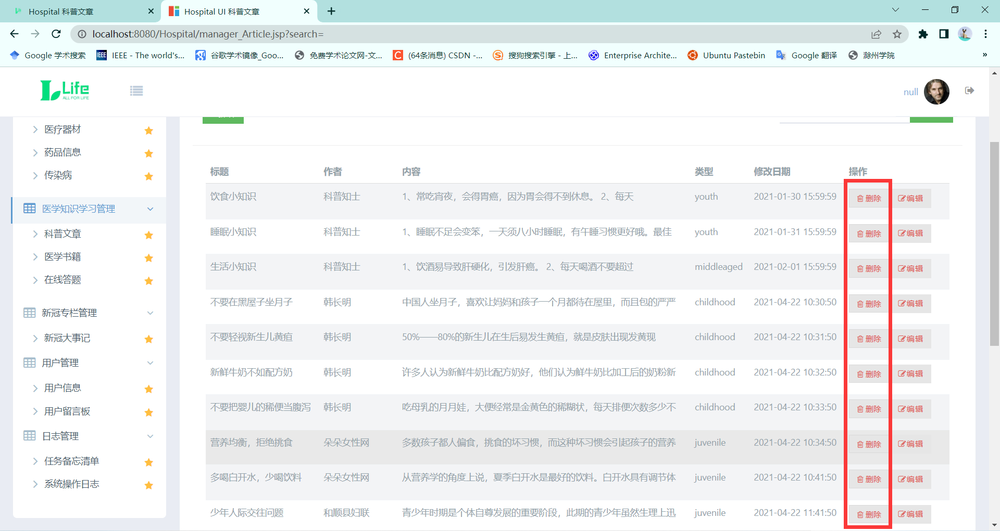 Hospital 科普文章
Hospital UI 科普文章
localhost:8080/Hospital/manager_Article.jsp?search=
Google 学术搜索 IEEE - The world's... 谷歌学术镜像_Goo... 免费学术论文网-文... (64条消息) CSDN -... 搜狗搜索引擎 - 上... Enterprise Archite... Ubuntu Pastebin Google 翻译 滁州学院 »
Life
ALL FOR LIFE
null
医疗器材
药品信息
传染病
医学知识学习管理
科普文章
医学书籍
在线答题
新冠专栏管理
新冠大事记
用户管理
用户信息
用户留言板
日志管理
任务备忘清单
系统操作日志
标题 作者 内容 类型 修改日期 操作
饮食小知识 科普知士 1、常吃宵夜，会得胃癌，因为胃会得不到休息。 2、每天 youth 2021-01-30 15:59:59 删除 编辑
睡眠小知识 科普知士 1、睡眠不足会变笨，一天须八小时睡眠，有午睡习惯更好哦。最佳 youth 2021-01-31 15:59:59 删除 编辑
生活小知识 科普知士 1、饮酒易导致肝硬化，引发肝癌。 2、每天喝酒不要超过 middleaged 2021-02-01 15:59:59 删除 编辑
不要在黑屋子坐月子 韩长明 中国人坐月子，喜欢让妈妈和孩子一个月都待在屋里，而且包的严严 childhood 2021-04-22 10:30:50 删除 编辑
不要轻视新生儿黄疸 韩长明 50%——80%的新生儿在生后易发生黄疸，就是皮肤出现发黄现 childhood 2021-04-22 10:31:50 删除 编辑
新鲜牛奶不如配方奶 韩长明 许多人认为新鲜牛奶比配方奶好，他们认为鲜牛奶比加工后的奶粉新 childhood 2021-04-22 10:32:50 删除 编辑
不要把婴儿的稀便当腹泻 韩长明 吃母乳的月月娃，大便经常是金黄色的稀糊状，每天排便次数多少不 childhood 2021-04-22 10:33:50 删除 编辑
营养均衡，拒绝挑食 朵朵女性网 多数孩子都人偏食，挑食的坏习惯，而这种坏习惯会引起孩子的营养 juvenile 2021-04-22 10:34:50 删除 编辑
多喝白开水，少喝饮料 朵朵女性网 从营养学的角度上说，夏季白开水是最好的饮料。白开水具有调节体 juvenile 2021-04-22 10:41:50 删除 编辑
少年人际交往问题 和顺县妇联 青少年时期是个体自尊发展的重要阶段，此期的青少年虽然生理上迅 juvenile 2021-04-22 11:41:50 删除 编辑